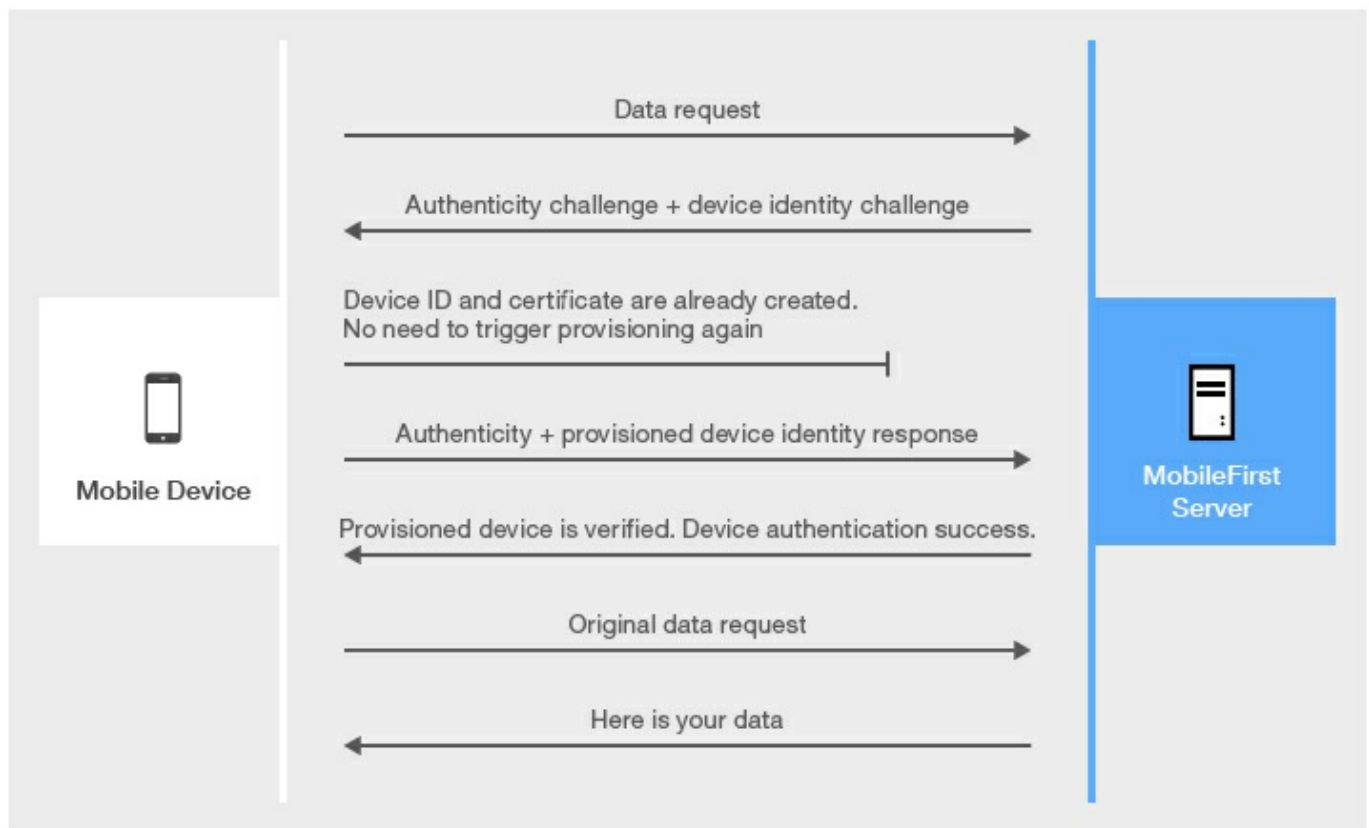 Data request
Authenticity challenge + device identity challenge
Device ID and certificate are already created.
No need to trigger provisioning again
Authenticity + provisioned device identity response
Mobile Device
MobileFirst
Server
Provisioned device is verified. Device authentication success.
Original data request
Here is your data